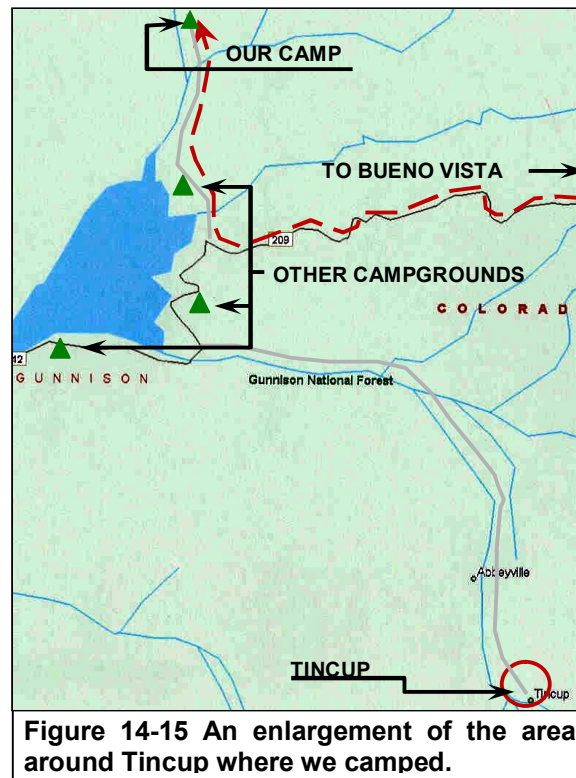 OUR CAMP
TO BUENO VISTA
209
OTHER CAMPGROUNDS
COLORAD
12
GUNNISON
Gunnison National Forest
Abbeyville
TINCUP
Tincup
Figure 14-15 An enlargement of the area
around Tincup where we camped.